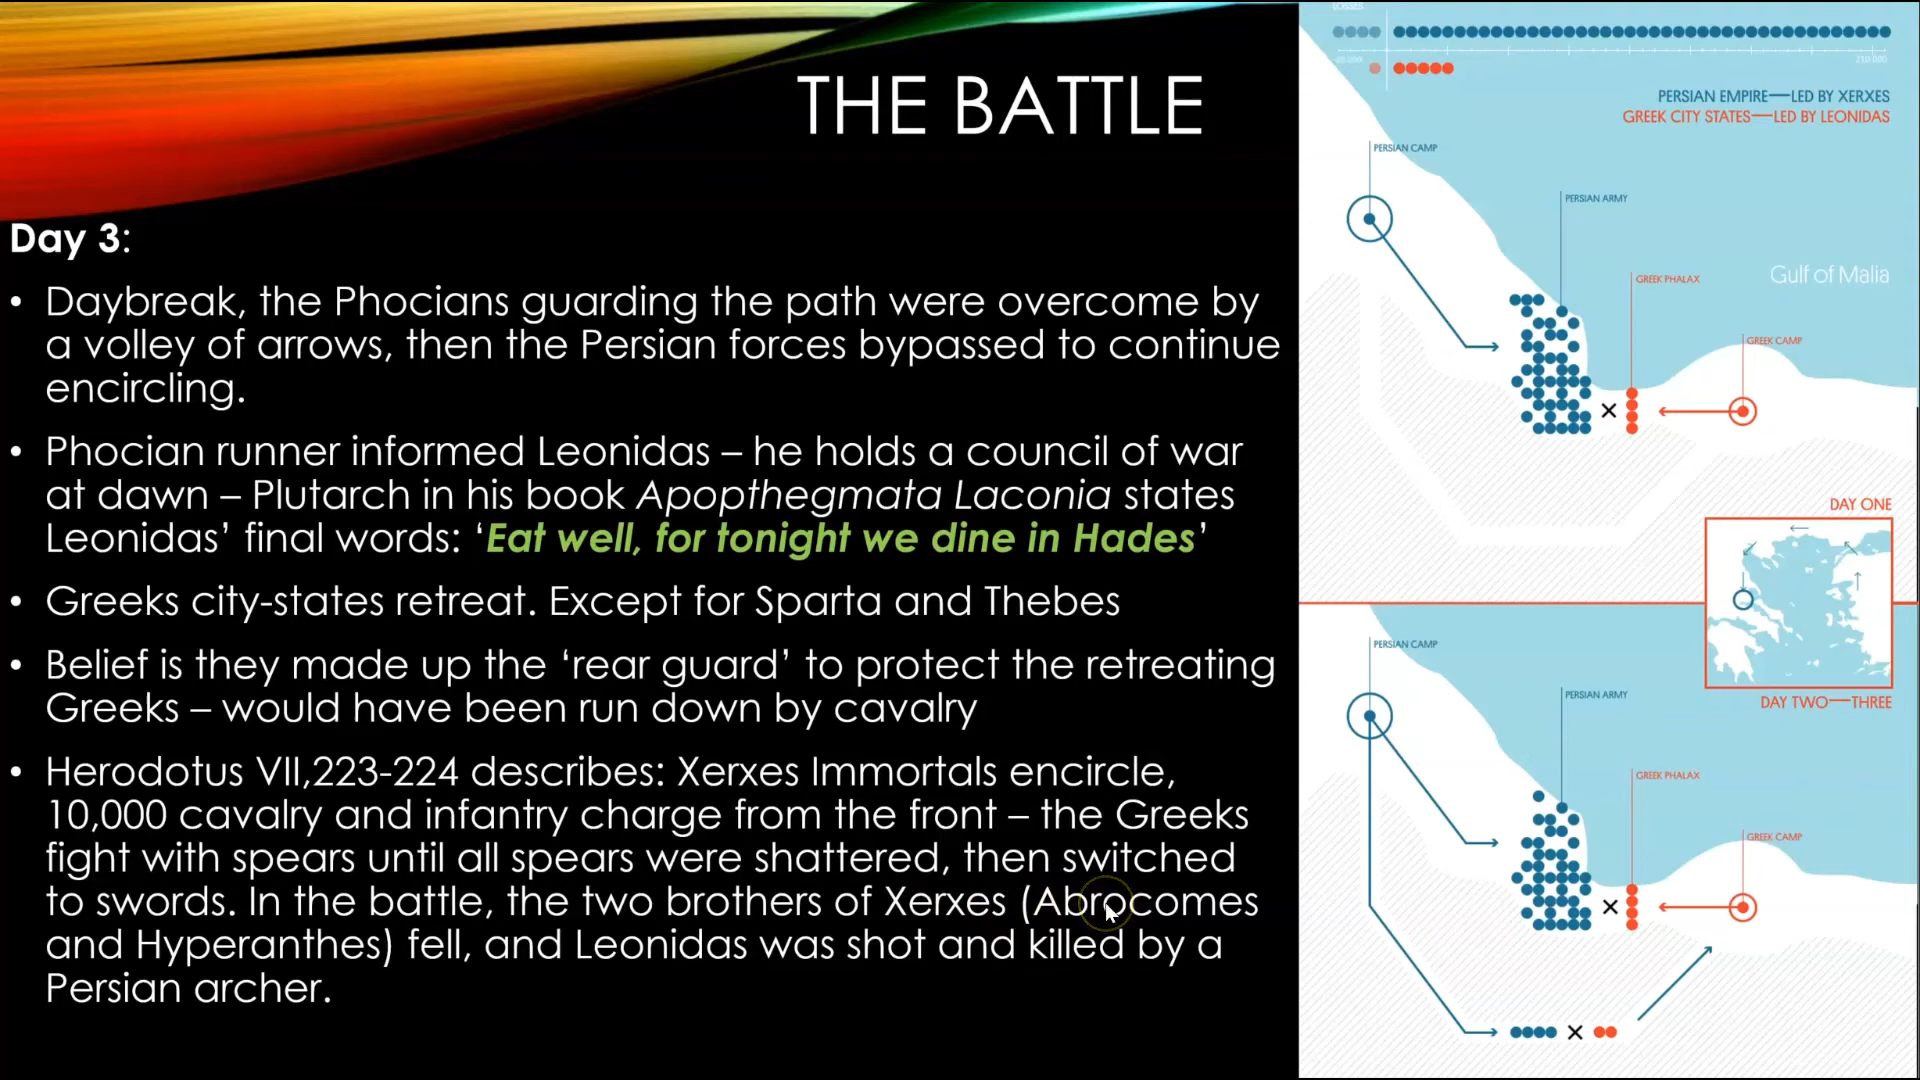 THE BATTLE
Day 3:
• Daybreak, the Phocians guarding the path were overcome by
a volley of arrows, then the Persian forces bypassed to continue
encircling.
• Phocian runner informed Leonidas – he holds a council of war
at dawn – Plutarch in his book Apopthegmata Laconia states
Leonidas’ final words: ‘Eat well, for tonight we dine in Hades’
• Greeks city-states retreat. Except for Sparta and Thebes
• Belief is they made up the ‘rear guard’ to protect the retreating
Greeks – would have been run down by cavalry
• Herodotus VII,223-224 describes: Xerxes Immortals encircle,
10,000 cavalry and infantry charge from the front – the Greeks
fight with spears until all spears were shattered, then switched
to swords. In the battle, the two brothers of Xerxes (Abrocomes
and Hyperanthes) fell, and Leonidas was shot and killed by a
Persian archer.
LOSSES
210 000
PERSIAN EMPIRE—LED BY XERXES
GREEK CITY STATES—LED BY LEONIDAS
PERSIAN CAMP
PERSIAN ARMY
Gulf of Malia
GREEK PHALAX
GREEK CAMP
DAY ONE
PERSIAN CAMP
PERSIAN ARMY
DAY TWO—THREE
GREEK PHALAX
GREEK CAMP